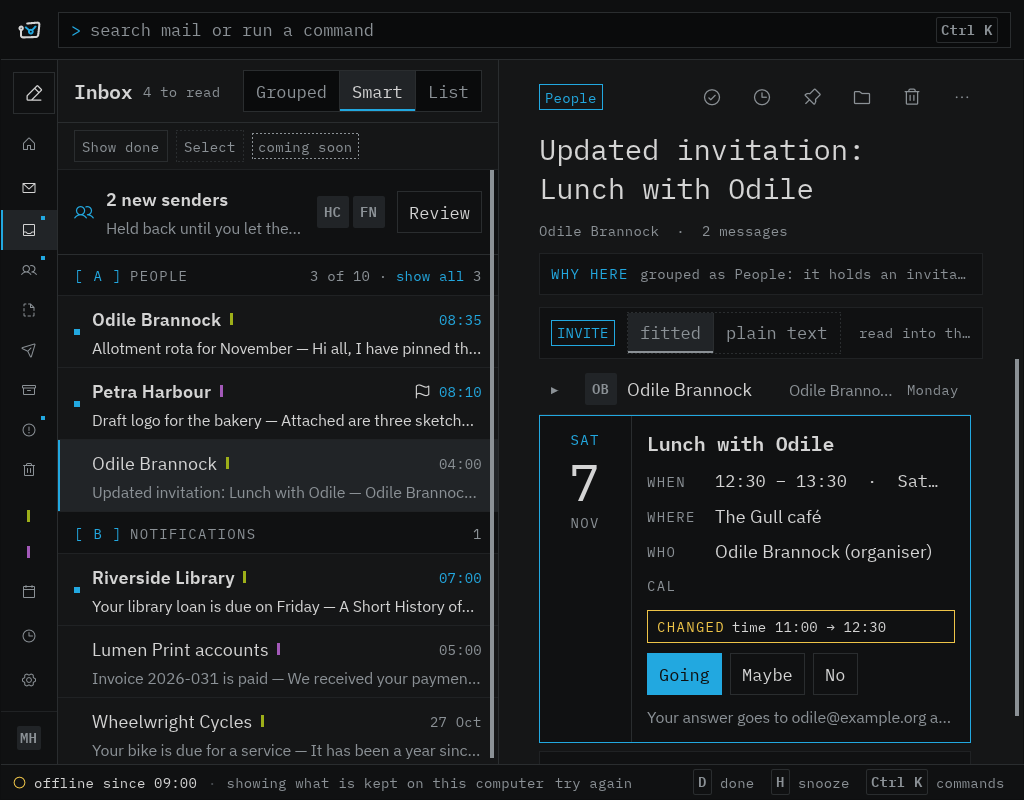 > search mail or run a command Ctrl K
Inbox 4 to read Grouped Smart List
Show done Select coming soon
2 new senders
Held back until you let the… HC FN Review
[ A ] PEOPLE 3 of 10 · show all 3
Odile Brannock 08:35
Allotment rota for November — Hi all, I have pinned th…
Petra Harbour 08:10
Draft logo for the bakery — Attached are three sketch…
Odile Brannock 04:00
Updated invitation: Lunch with Odile — Odile Brannoc…
[ B ] NOTIFICATIONS 1
Riverside Library 07:00
Your library loan is due on Friday — A Short History of…
Lumen Print accounts 05:00
Invoice 2026-031 is paid — We received your paymen…
Wheelwright Cycles 27 Oct
Your bike is due for a service — It has been a year sinc…
MH
People
Updated invitation:
Lunch with Odile
Odile Brannock · 2 messages
WHY HERE grouped as People: it holds an invita…
INVITE fitted plain text read into th…
OB Odile Brannock Odile Branno… Monday
SAT
7
NOV
Lunch with Odile
WHEN 12:30 – 13:30 · Sat…
WHERE The Gull café
WHO Odile Brannock (organiser)
CAL
CHANGED time 11:00 → 12:30
Going Maybe No
Your answer goes to odile@example.org a…
offline since 09:00 · showing what is kept on this computer try again D done H snooze Ctrl K commands